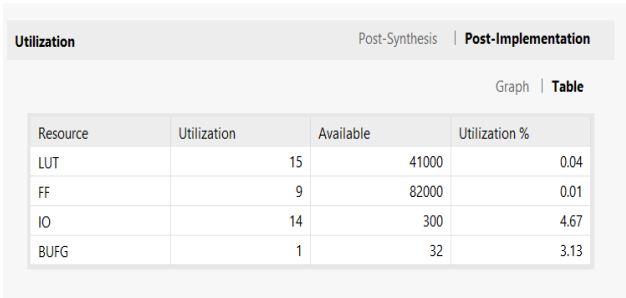 Utilization Post-Synthesis | Post-Implementation
Graph | Table
Resource Utilization Available Utilization %
LUT 15 41000 0.04
FF 9 82000 0.01
IO 14 300 4.67
BUFG 1 32 3.13